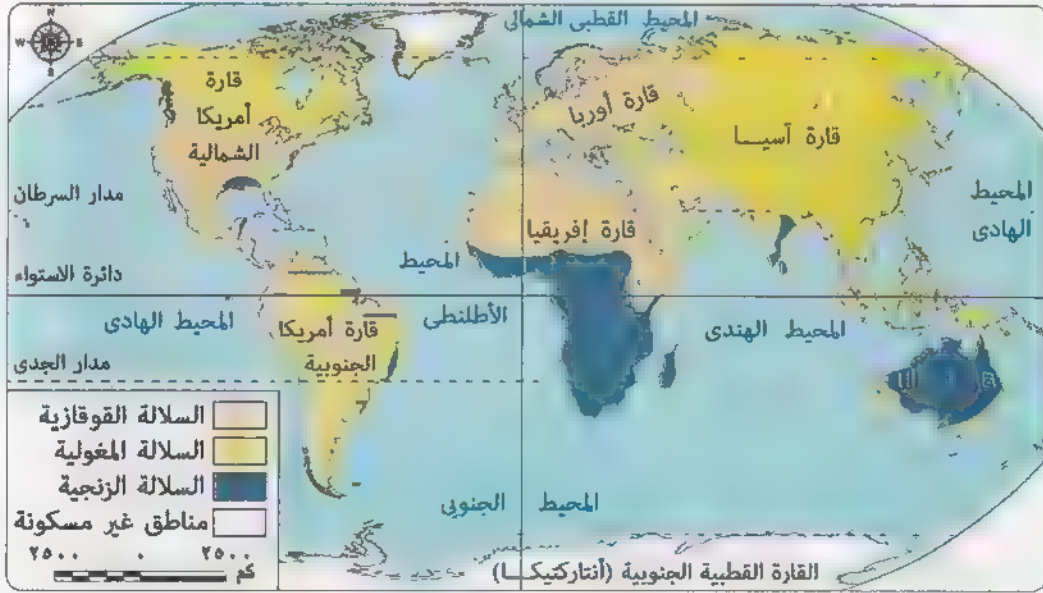 N
W E
S
المحيط القطبى الشمالى
قارة
أمريكا
الشمالية
قارة أوربا
قارة آسيـــا
مدار السرطان
المحيط
الهادى
قارة إفريقيا
المحيط
دائرة الاستواء
الأطلنطى
المحيط الهادى
المحيط الهندى
قارة أمريكا
الجنوبية
مدار الجدى
السلالة القوقازية
السلالة المغولية
السلالة الزنجية
مناطق غير مسكونة
٢٥٠٠ ٠ ٢٥٠٠
كم
المحيط الجنوبى
القارة القطبية الجنوبية (أنتاركتيكـــا)